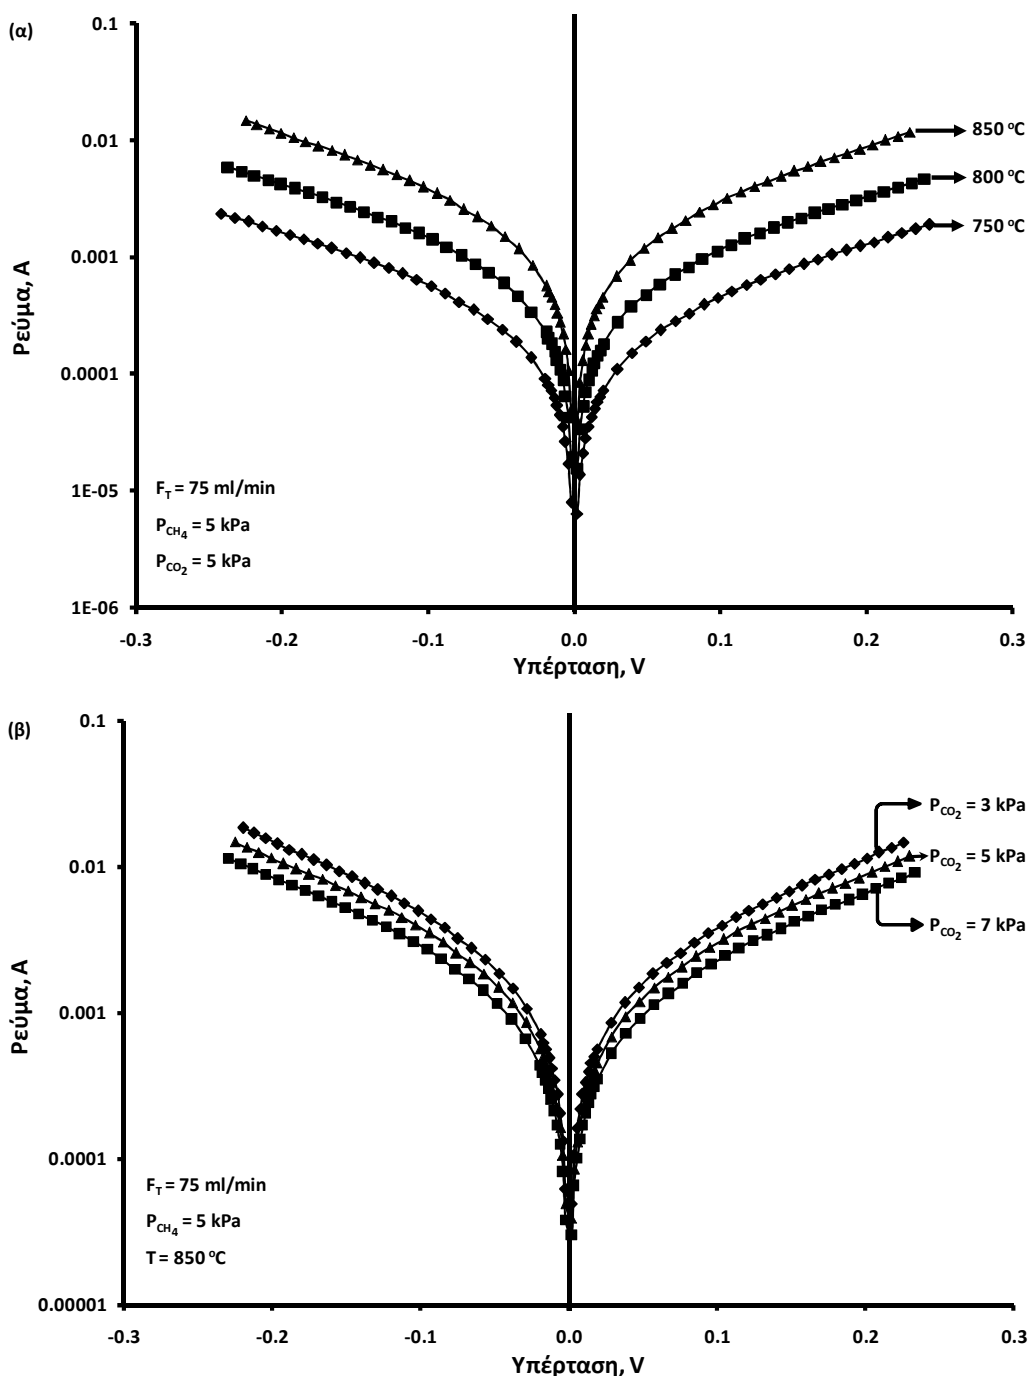 (α)
0.1
0.01
0.001
0.0001
1E-05
1E-06
Ρεύμα, A
850 °C
800 °C
750 °C
F_T = 75 ml/min
P_CH4 = 5 kPa
P_CO2 = 5 kPa
-0.3 -0.2 -0.1 0.0 0.1 0.2 0.3
Υπέρταση, V
(β)
0.1
0.01
0.001
0.0001
0.00001
Ρεύμα, A
P_CO2 = 3 kPa
P_CO2 = 5 kPa
P_CO2 = 7 kPa
F_T = 75 ml/min
P_CH4 = 5 kPa
T = 850 °C
-0.3 -0.2 -0.1 0.0 0.1 0.2 0.3
Υπέρταση, V